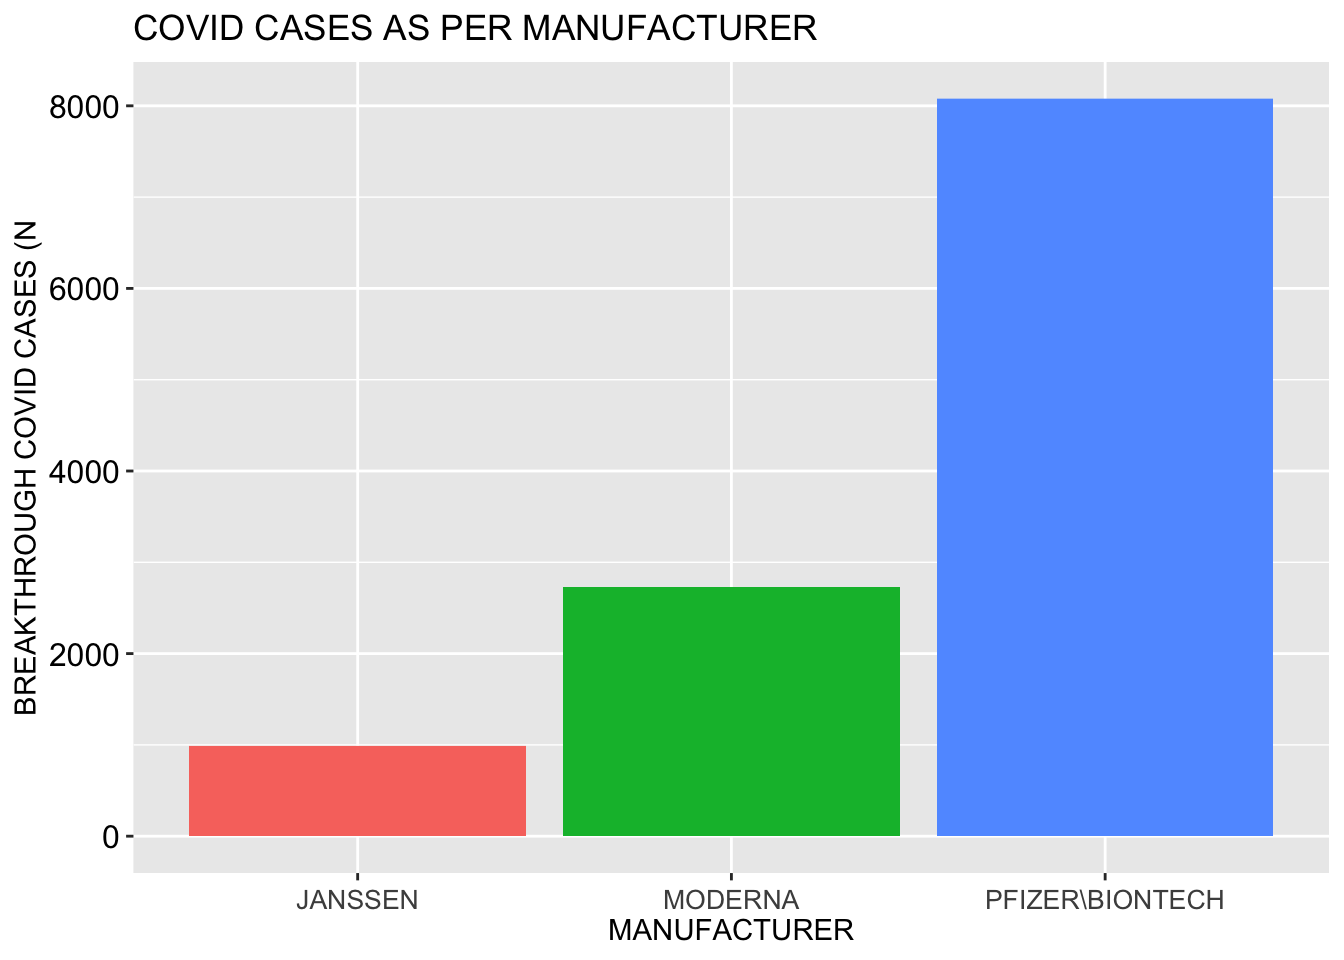 COVID CASES AS PER MANUFACTURER
BREAKTHROUGH COVID CASES (N
8000
6000
4000
2000
0
JANSSEN
MODERNA
PFIZER\BIONTECH
MANUFACTURER